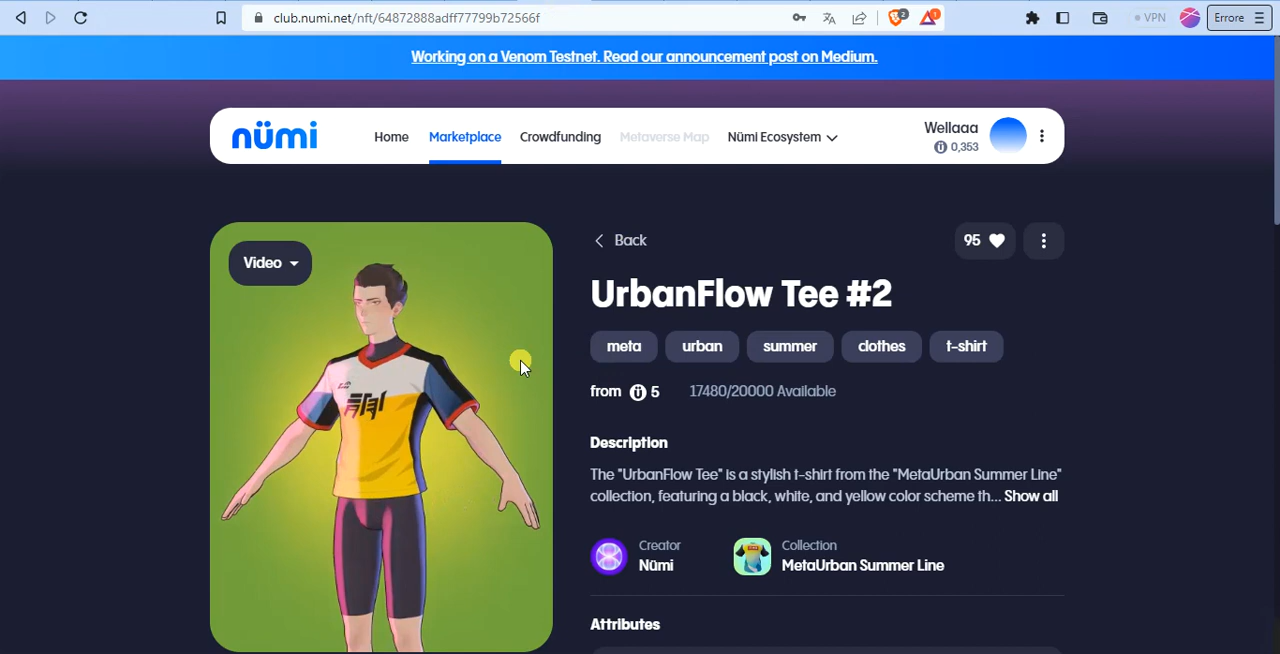 club.numi.net/nft/64872888adff77799b72566f
2
1
VPN
Errore
Working on a Venom Testnet. Read our announcement post on Medium.
nümi
Home
Marketplace
Crowdfunding
Metaverse Map
Nümi Ecosystem
Wellaaa
0,353
Video
Back
95
UrbanFlow Tee #2
meta
urban
summer
clothes
t-shirt
from ü 5
17480/20000 Available
Description
The "UrbanFlow Tee" is a stylish t-shirt from the "MetaUrban Summer Line"
collection, featuring a black, white, and yellow color scheme th... Show all
Creator
Nümi
Collection
MetaUrban Summer Line
Attributes